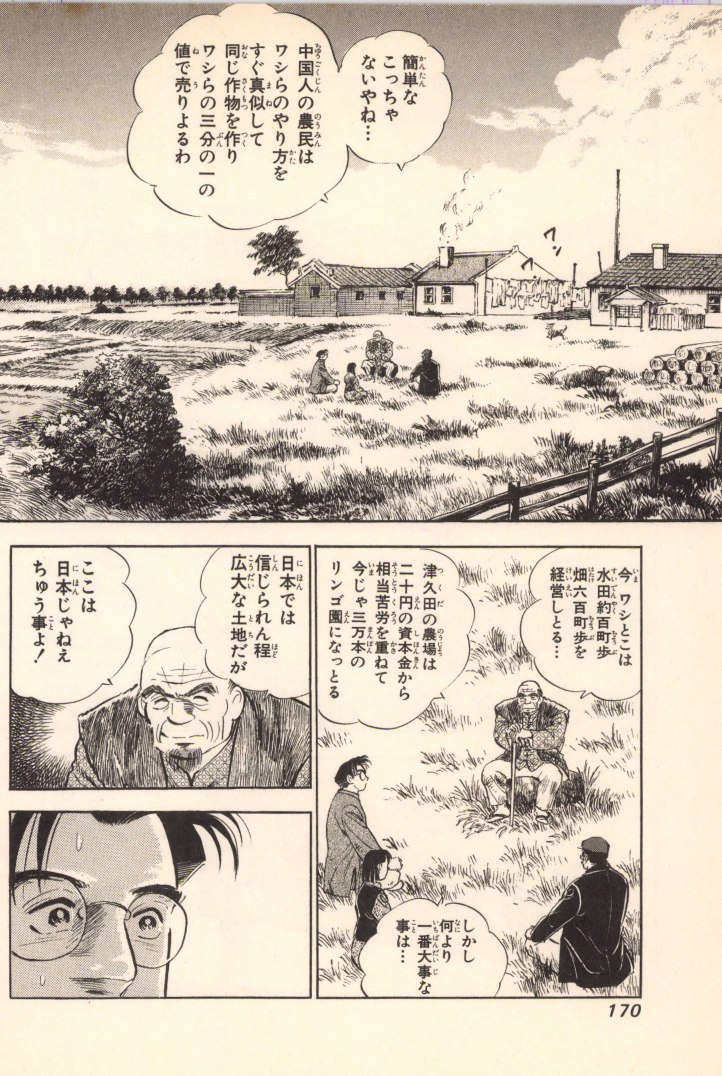 簡単な
こっちゃ
ないやね…
中国人の農民は
ワシらのやり方を
すぐ真似して
同じ作物を作り
ワシらの三分の一の
値で売りよるわ
ワン
今 ワシとこは
水田約百町歩
畑六百町歩を
経営しとる…
津久田の農場は
二十円の資本金から
相当苦労を重ねて
今じゃ三万本の
リンゴ園になっとる
しかし
何より
一番大事な
事は…
日本では
信じられん程
広大な土地だが
ここは
日本じゃねえ
ちゅう事よ!
170